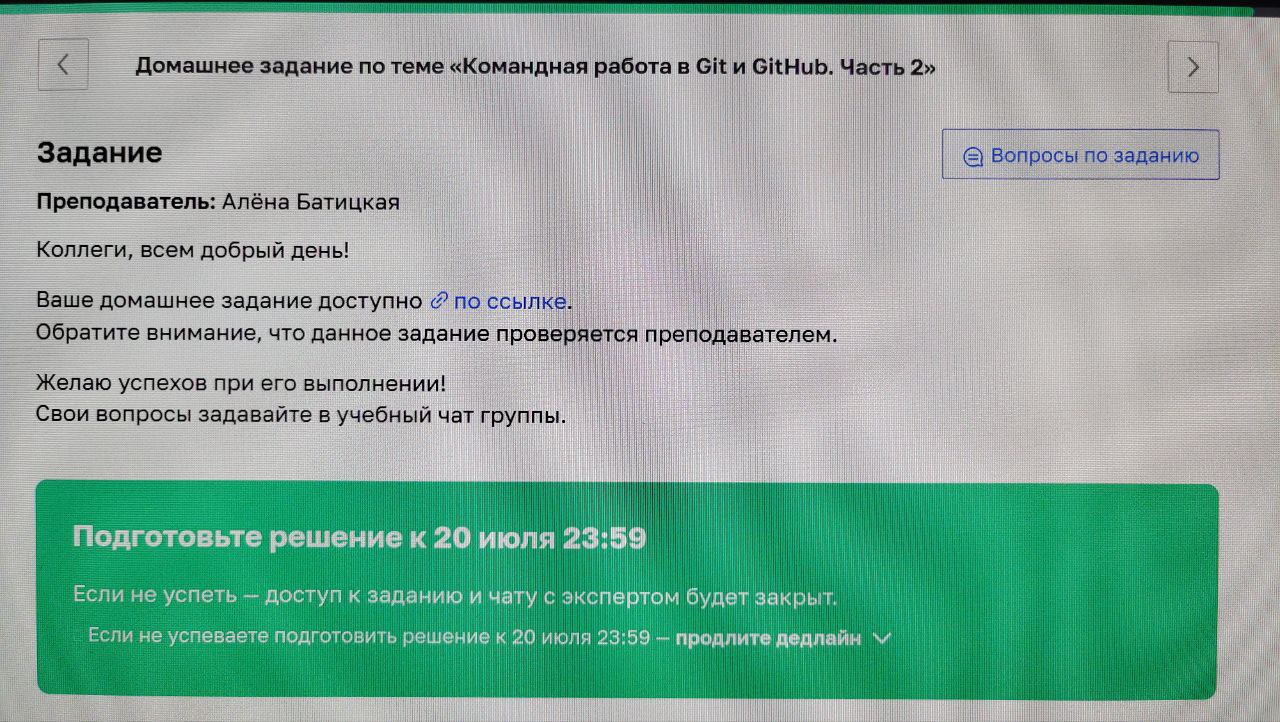 Домашнее задание по теме «Командная работа в Git и GitHub. Часть 2»
Задание
Вопросы по заданию
Преподаватель: Алёна Батицкая
Коллеги, всем добрый день!
Ваше домашнее задание доступно по ссылке.
Обратите внимание, что данное задание проверяется преподавателем.
Желаю успехов при его выполнении!
Свои вопросы задавайте в учебный чат группы.
Подготовьте решение к 20 июля 23:59
Если не успеть — доступ к заданию и чату с экспертом будет закрыт.
Если не успеваете подготовить решение к 20 июля 23:59 — продлите дедлайн